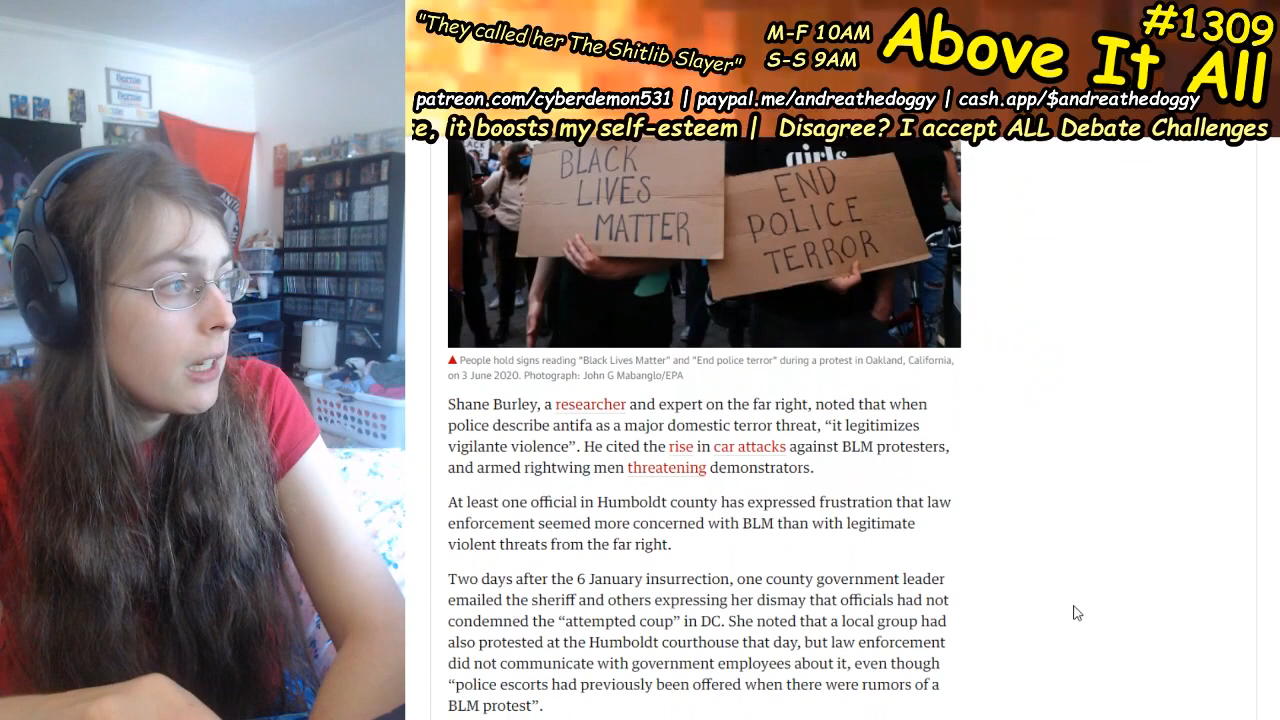 "They called her The Shitlib Slayer"
M-F 10AM
S-S 9AM
Above It All
#1309
patreon.com/cyberdemon531 | paypal.me/andreathedoggy | cash.app/$andreathedoggy
, it boosts my self-esteem | Disagree? I accept ALL Debate Challenges
Bernie
Bernie
BLACK
LIVES
MATTER
girls
END
POLICE
TERROR
People hold signs reading "Black Lives Matter" and "End police terror" during a protest in Oakland, California,
on 3 June 2020. Photograph: John G Mabanglo/EPA
Shane Burley, a researcher and expert on the far right, noted that when
police describe antifa as a major domestic terror threat, “it legitimizes
vigilante violence”. He cited the rise in car attacks against BLM protesters,
and armed rightwing men threatening demonstrators.
At least one official in Humboldt county has expressed frustration that law
enforcement seemed more concerned with BLM than with legitimate
violent threats from the far right.
Two days after the 6 January insurrection, one county government leader
emailed the sheriff and others expressing her dismay that officials had not
condemned the “attempted coup” in DC. She noted that a local group had
also protested at the Humboldt courthouse that day, but law enforcement
did not communicate with government employees about it, even though
“police escorts had previously been offered when there were rumors of a
BLM protest”.